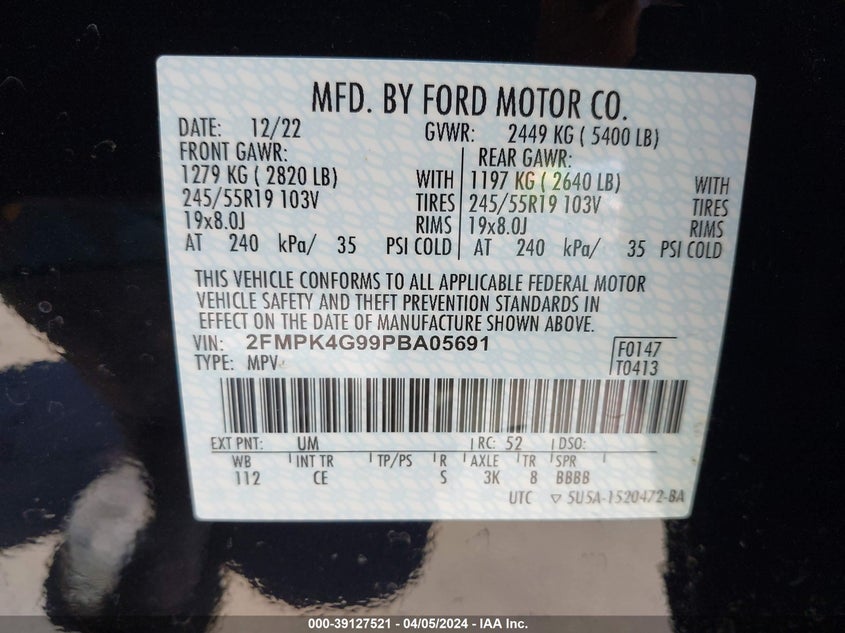 MFD. BY FORD MOTOR CO.
DATE: 12/22 GVWR: 2449 KG ( 5400 LB)
FRONT GAWR: REAR GAWR:
1279 KG ( 2820 LB) WITH 1197 KG ( 2640 LB) WITH
245/55R19 103V TIRES 245/55R19 103V TIRES
19x8.0J RIMS 19x8.0J RIMS
AT 240 kPa/ 35 PSI COLD AT 240 kPa/ 35 PSI COLD
THIS VEHICLE CONFORMS TO ALL APPLICABLE FEDERAL MOTOR
VEHICLE SAFETY AND THEFT PREVENTION STANDARDS IN
EFFECT ON THE DATE OF MANUFACTURE SHOWN ABOVE.
VIN: 2FMPK4G99PBA05691 F0147
TYPE: MPV T0413
EXT PNT: UM RC: 52 DSO:
WB INT TR TP/PS R AXLE TR SPR
112 CE S 3K 8 BBBB
UTC ▽ 5U5A-1520472-BA
000-39127521 - 04/05/2024 - IAA Inc.